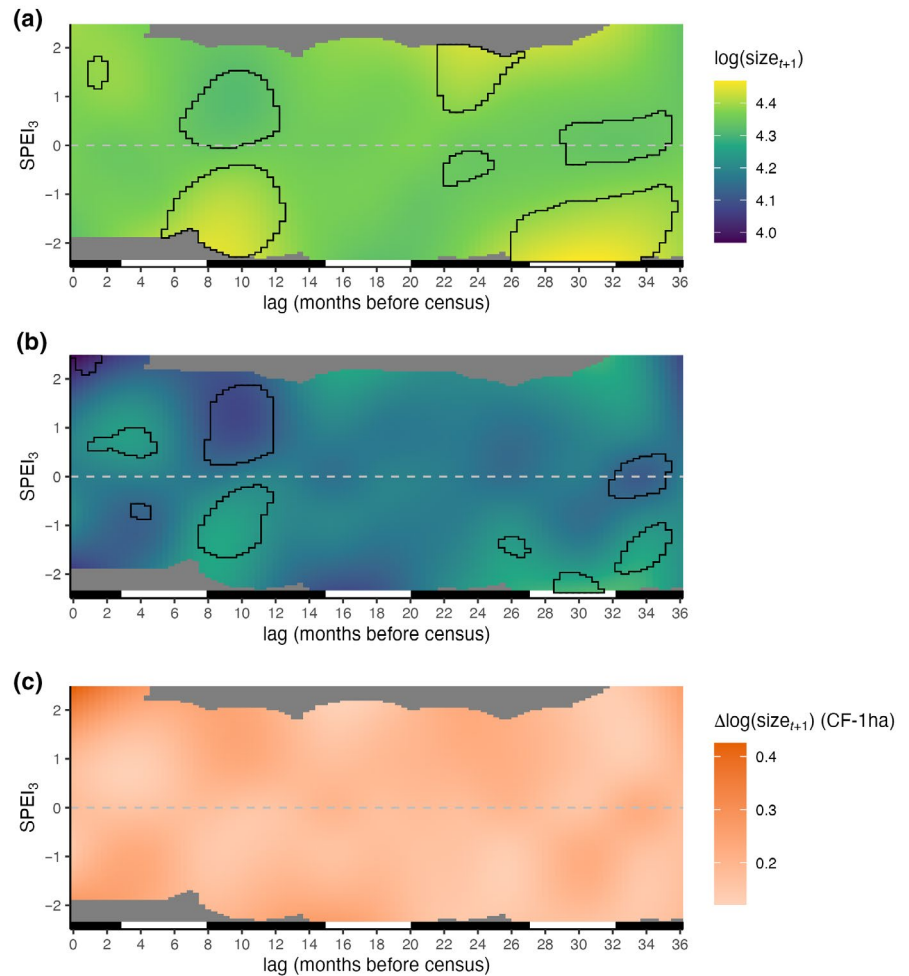 (a)
SPEI₃
2
1
0
-1
-2
0 2 4 6 8 10 12 14 16 18 20 22 24 26 28 30 32 34 36
lag (months before census)
log(sizeₜ₊₁)
4.4
4.3
4.2
4.1
4.0
(b)
SPEI₃
2
1
0
-1
-2
0 2 4 6 8 10 12 14 16 18 20 22 24 26 28 30 32 34 36
lag (months before census)
(c)
SPEI₃
2
1
0
-1
-2
0 2 4 6 8 10 12 14 16 18 20 22 24 26 28 30 32 34 36
lag (months before census)
Δlog(sizeₜ₊₁) (CF-1ha)
0.4
0.3
0.2